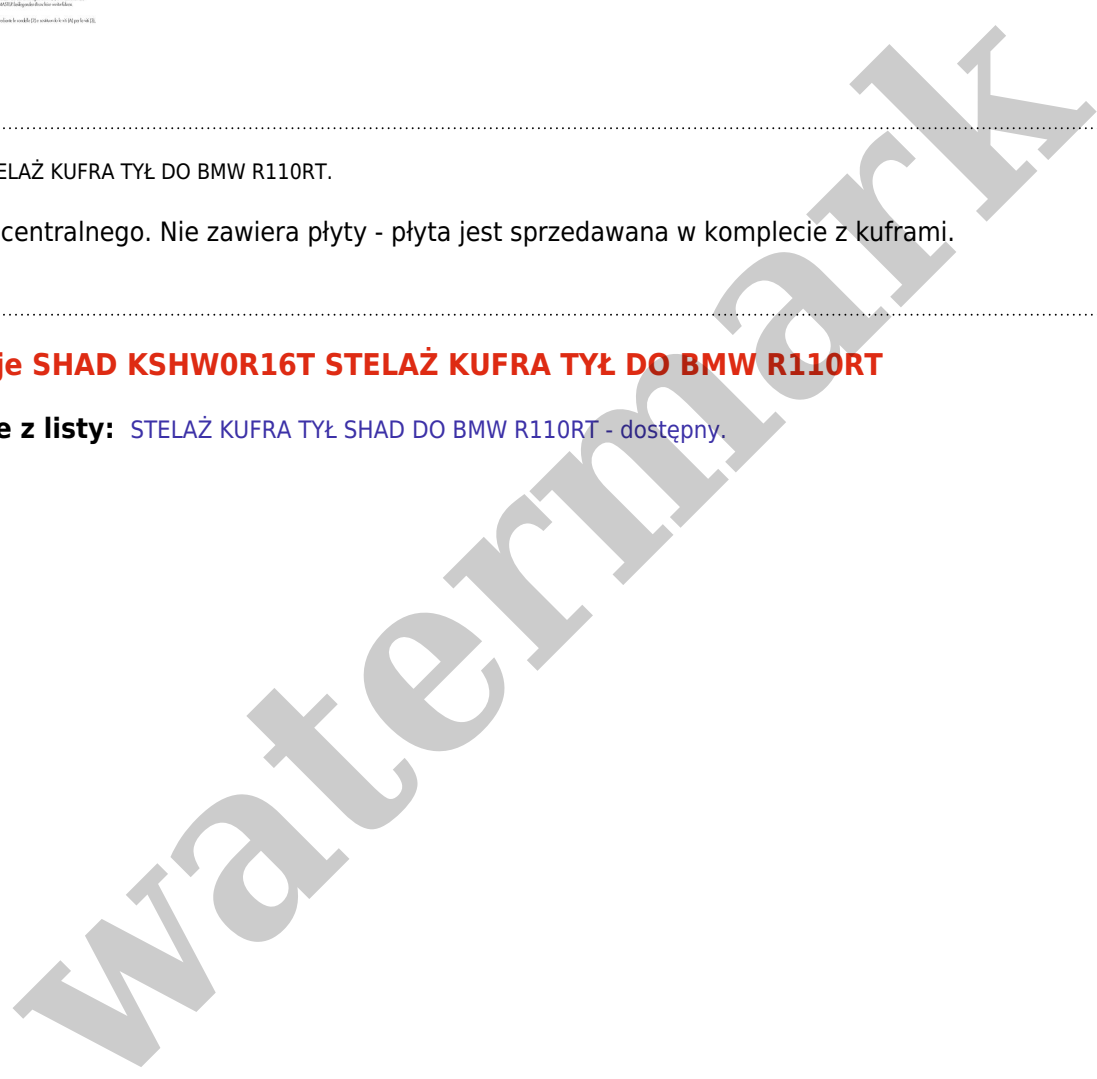 ELAŻ KUFRA TYŁ DO BMW R110RT.
centralnego. Nie zawiera płyty - płyta jest sprzedawana w komplecie z kuframi.
je SHAD KSHW0R16T STELAŻ KUFRA TYŁ DO BMW R110RT
e z listy: STELAŻ KUFRA TYŁ SHAD DO BMW R110RT - dostępny.
watermark